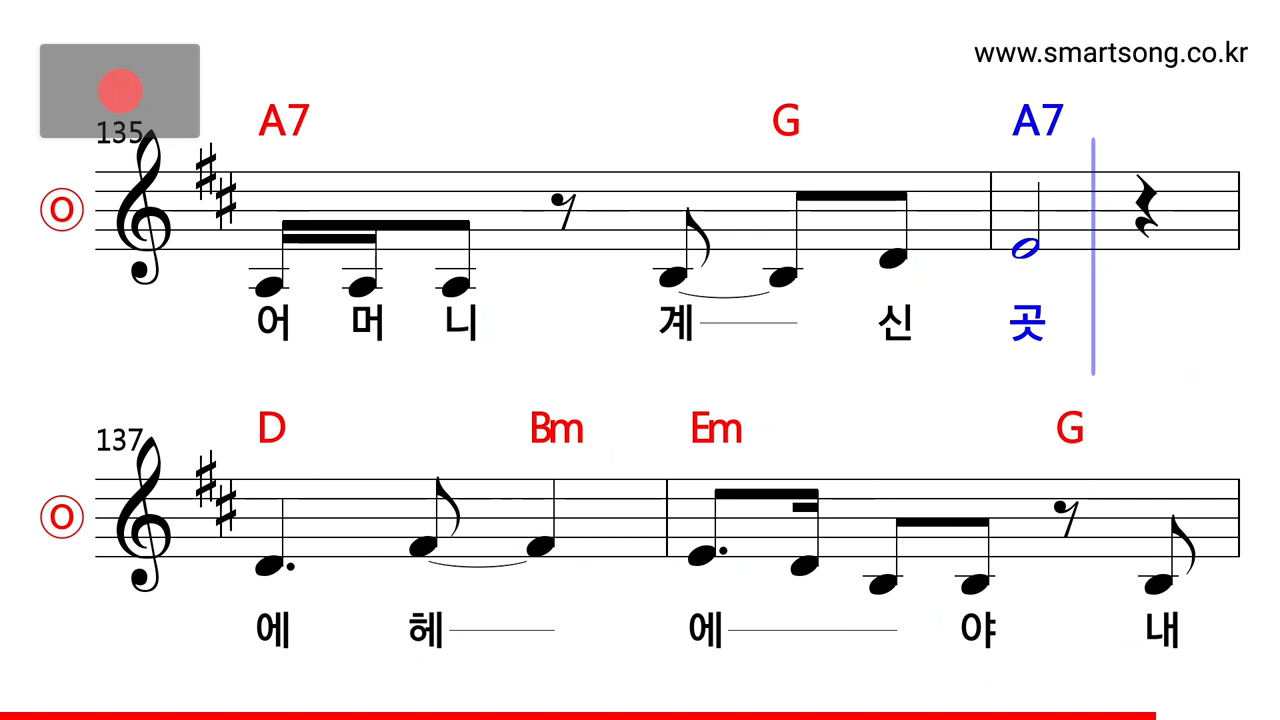 www.smartsong.co.kr
135 A7 G A7
O
어 머 니 계 신 곳
137 D Bm Em G
O
에 헤 에 야 내